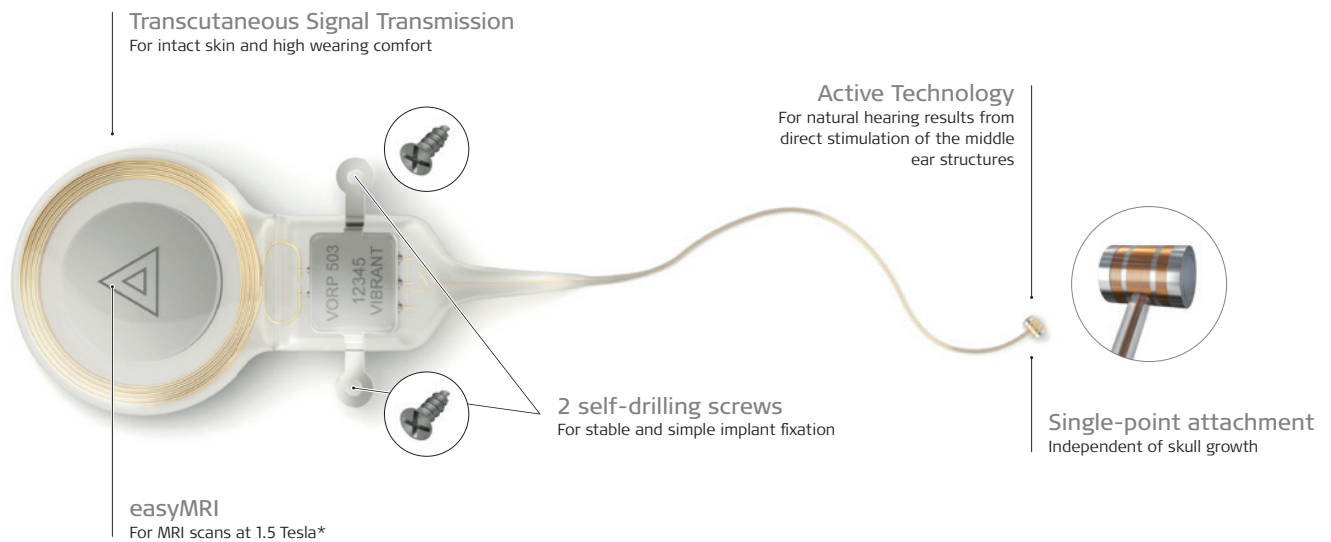 Transcutaneous Signal Transmission
For intact skin and high wearing comfort
Active Technology
For natural hearing results from
direct stimulation of the middle
ear structures
VORP 503
12345
VIBRANT
2 self-drilling screws
For stable and simple implant fixation
Single-point attachment
Independent of skull growth
easyMRI
For MRI scans at 1.5 Tesla*